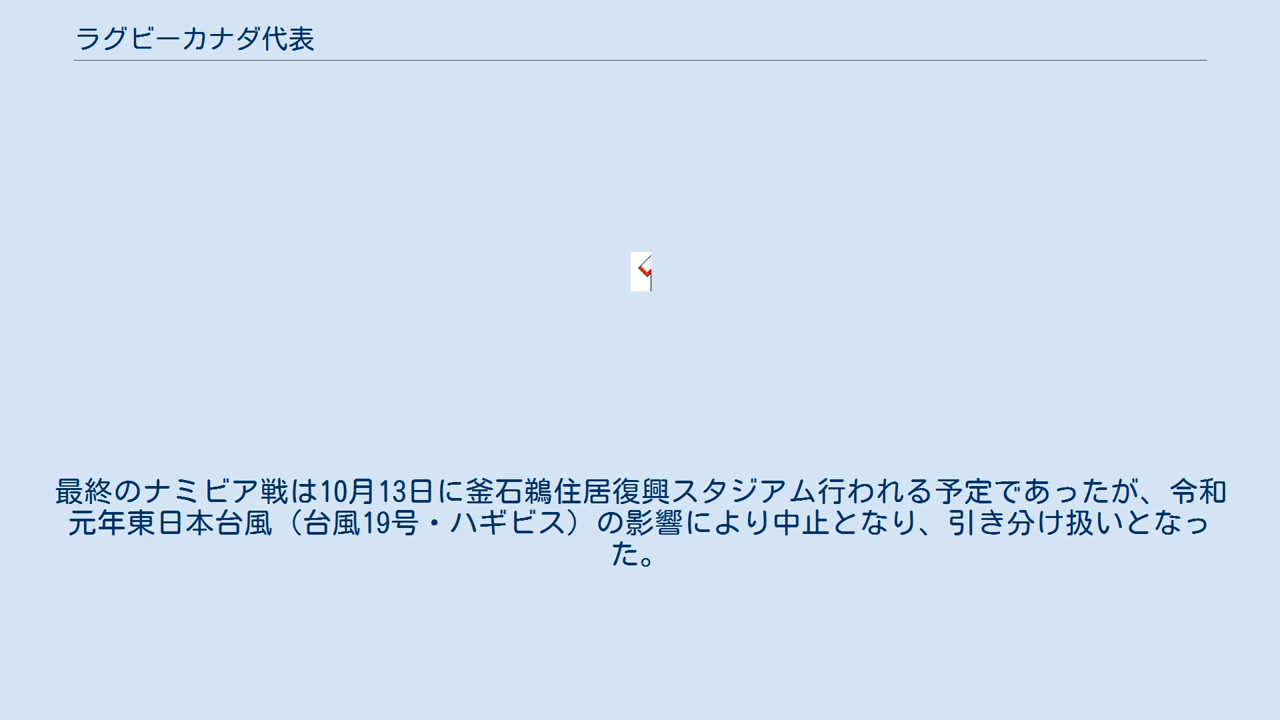 ラグビーカナダ代表
最終のナミビア戦は10月13日に釜石鵜住居復興スタジアム行われる予定であったが、令和
元年東日本台風（台風19号・ハギビス）の影響により中止となり、引き分け扱いとなっ
た。